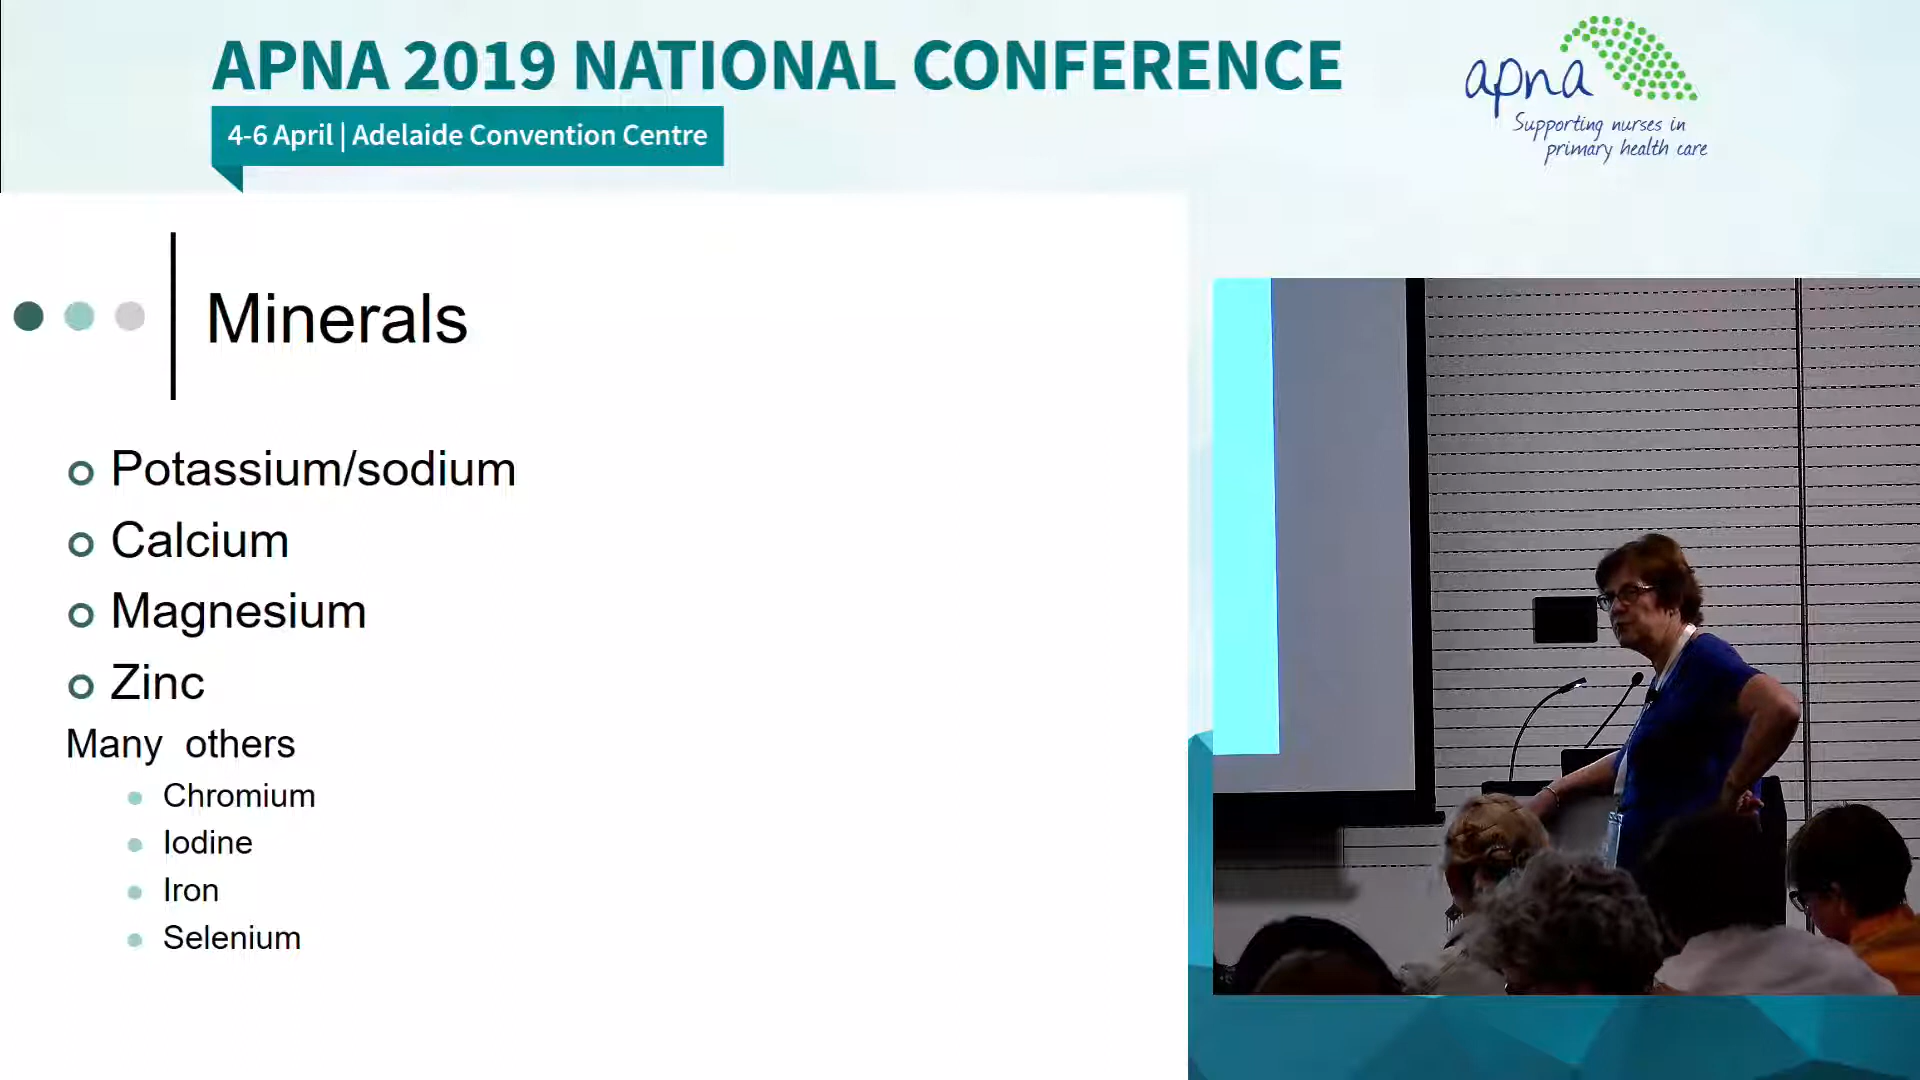 APNA 2019 NATIONAL CONFERENCE
4-6 April | Adelaide Convention Centre
apna
Supporting nurses in
primary health care
Minerals
Potassium/sodium
Calcium
Magnesium
Zinc
Many others
Chromium
Iodine
Iron
Selenium